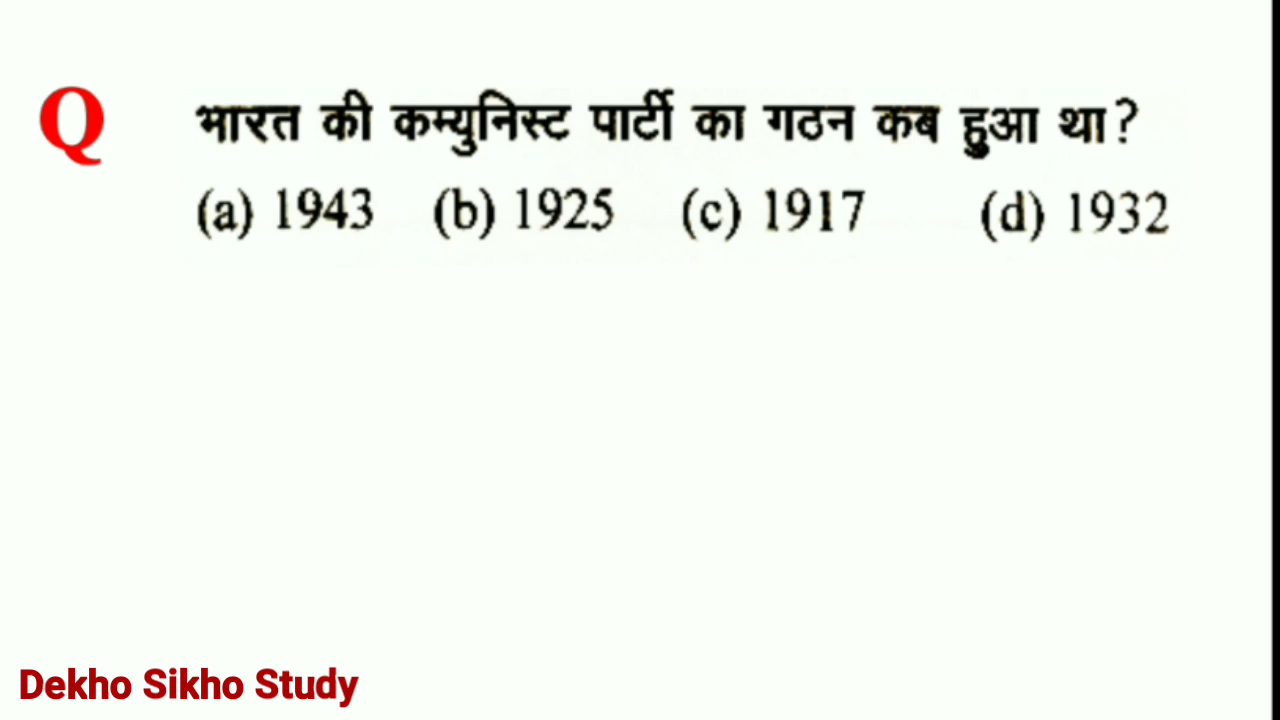 Q भारत की कम्युनिस्ट पार्टी का गठन कब हुआ था?
(a) 1943 (b) 1925 (c) 1917 (d) 1932
Dekho Sikho Study